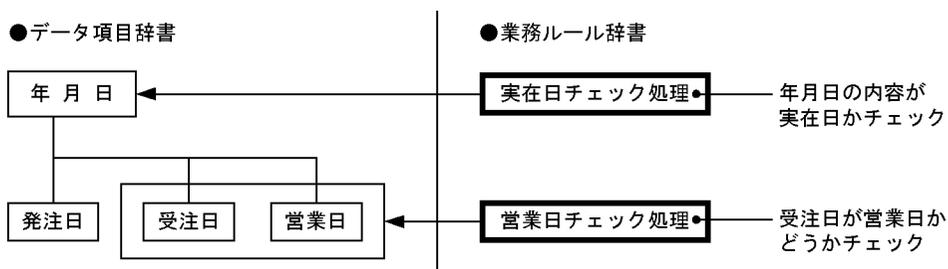 ●データ項目辞書
●業務ルール辞書
年 月 日
実在日チェック処理
年月日の内容が
実在日かチェック
発注日
受注日
営業日
営業日チェック処理
受注日が営業日か
どうかチェック